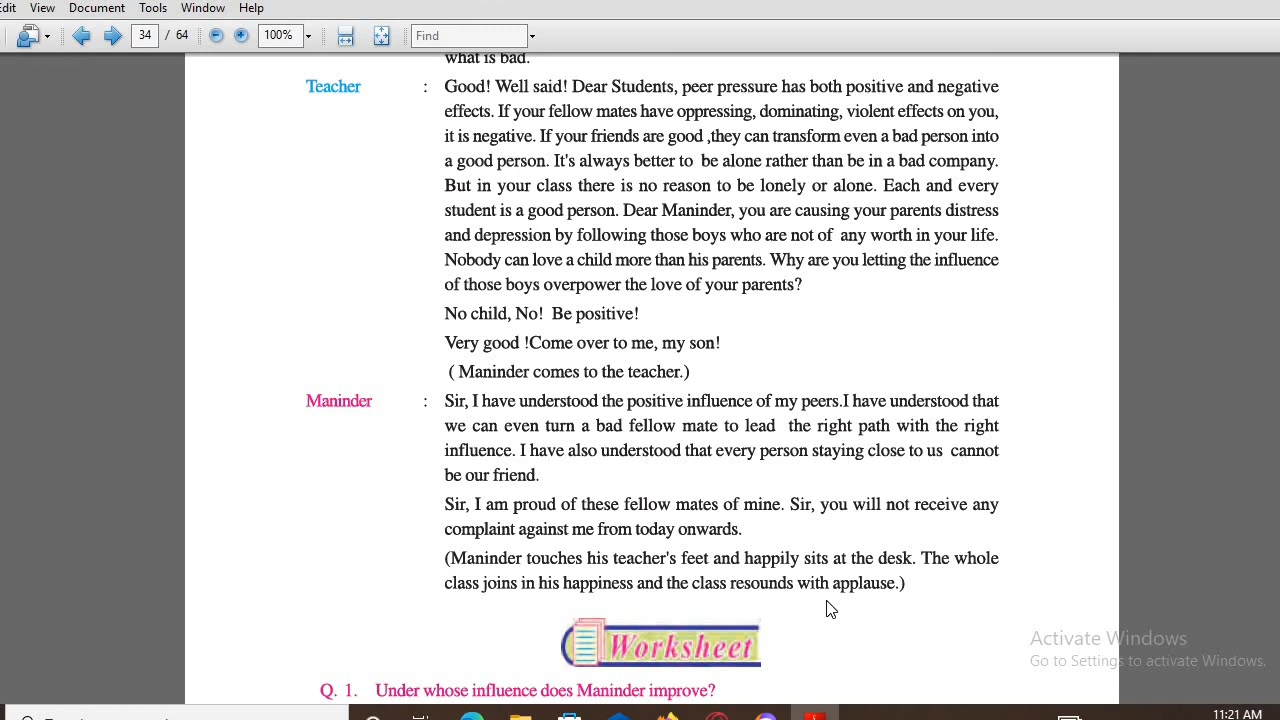 Edit View Document Tools Window Help
34 / 64 100% Find
what is bad.
Teacher : Good! Well said! Dear Students, peer pressure has both positive and negative
effects. If your fellow mates have oppressing, dominating, violent effects on you,
it is negative. If your friends are good ,they can transform even a bad person into
a good person. It's always better to be alone rather than be in a bad company.
But in your class there is no reason to be lonely or alone. Each and every
student is a good person. Dear Maninder, you are causing your parents distress
and depression by following those boys who are not of any worth in your life.
Nobody can love a child more than his parents. Why are you letting the influence
of those boys overpower the love of your parents?
No child, No! Be positive!
Very good !Come over to me, my son!
( Maninder comes to the teacher.)
Maninder : Sir, I have understood the positive influence of my peers.I have understood that
we can even turn a bad fellow mate to lead the right path with the right
influence. I have also understood that every person staying close to us cannot
be our friend.
Sir, I am proud of these fellow mates of mine. Sir, you will not receive any
complaint against me from today onwards.
(Maninder touches his teacher's feet and happily sits at the desk. The whole
class joins in his happiness and the class resounds with applause.)
Worksheet
Activate Windows
Go to Settings to activate Windows.
Q. 1. Under whose influence does Maninder improve?
11:21 AM